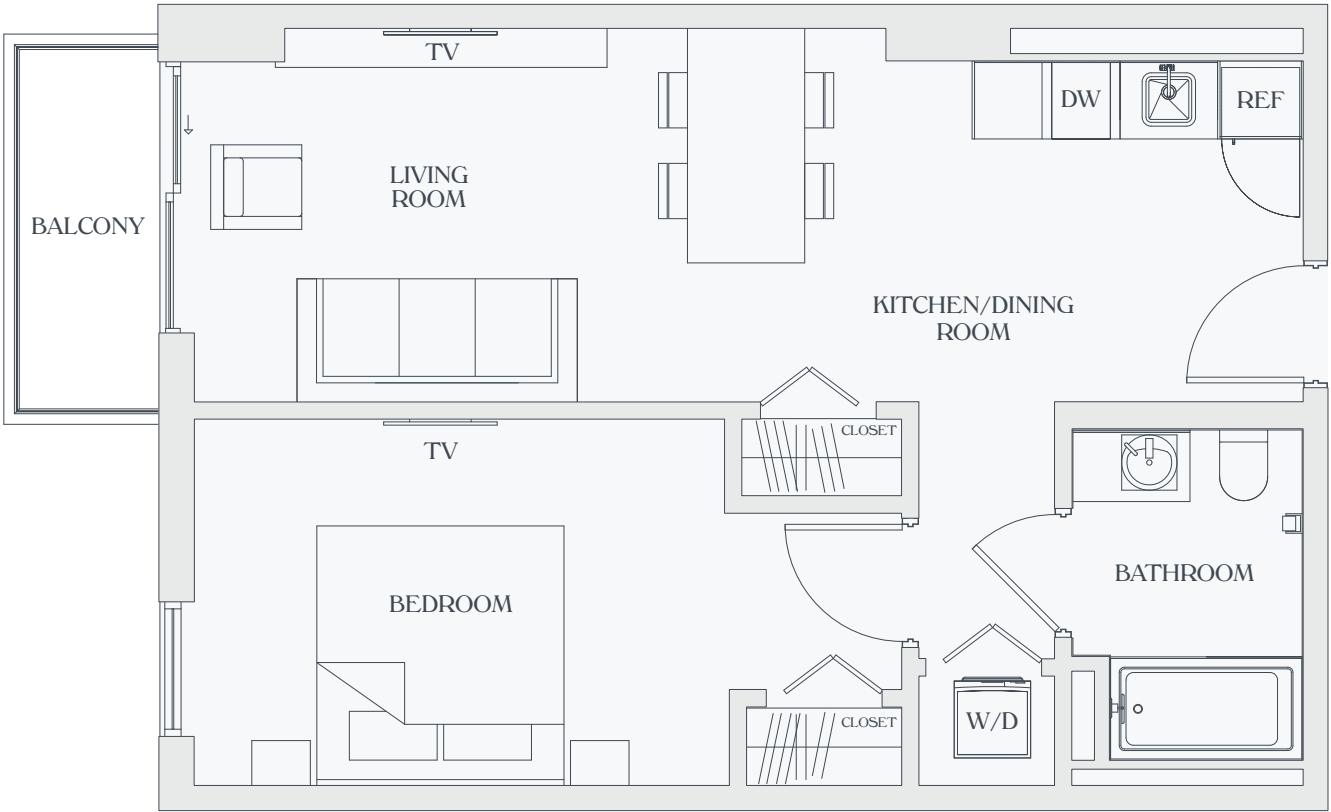 TV
DW
REF
LIVING
ROOM
BALCONY
KITCHEN/DINING
ROOM
CLOSET
TV
BATHROOM
BEDROOM
CLOSET
W/D